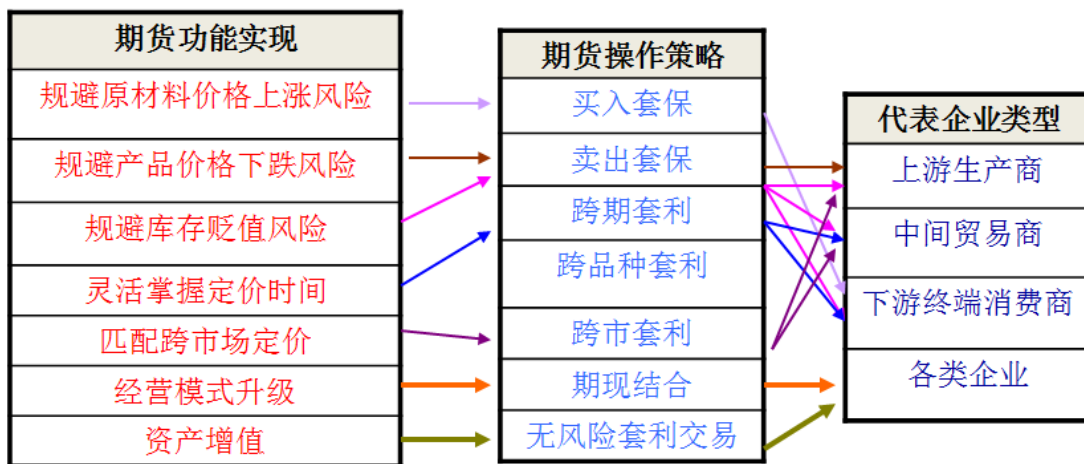 期货功能实现
规避原材料价格上涨风险
规避产品价格下跌风险
规避库存贬值风险
灵活掌握定价时间
匹配跨市场定价
经营模式升级
资产增值
期货操作策略
买入套保
卖出套保
跨期套利
跨品种套利
跨市套利
期现结合
无风险套利交易
代表企业类型
上游生产商
中间贸易商
下游终端消费商
各类企业